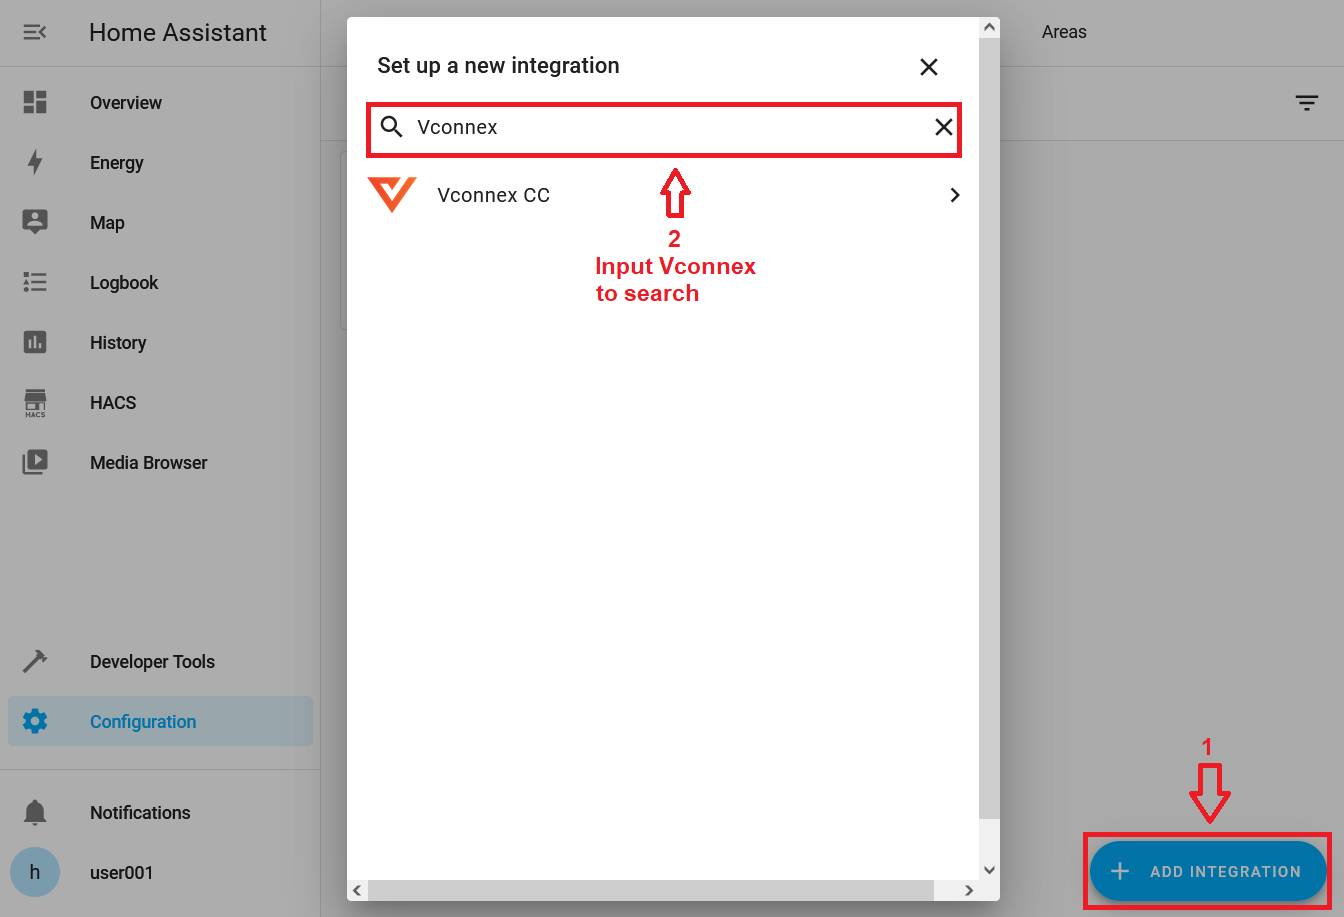 Home Assistant
Overview
Energy
Map
Logbook
History
HACS
HACS
Media Browser
Developer Tools
Configuration
Notifications
h
user001
Set up a new integration
Vconnex
Vconnex CC
2
Input Vconnex
to search
Areas
1
ADD INTEGRATION